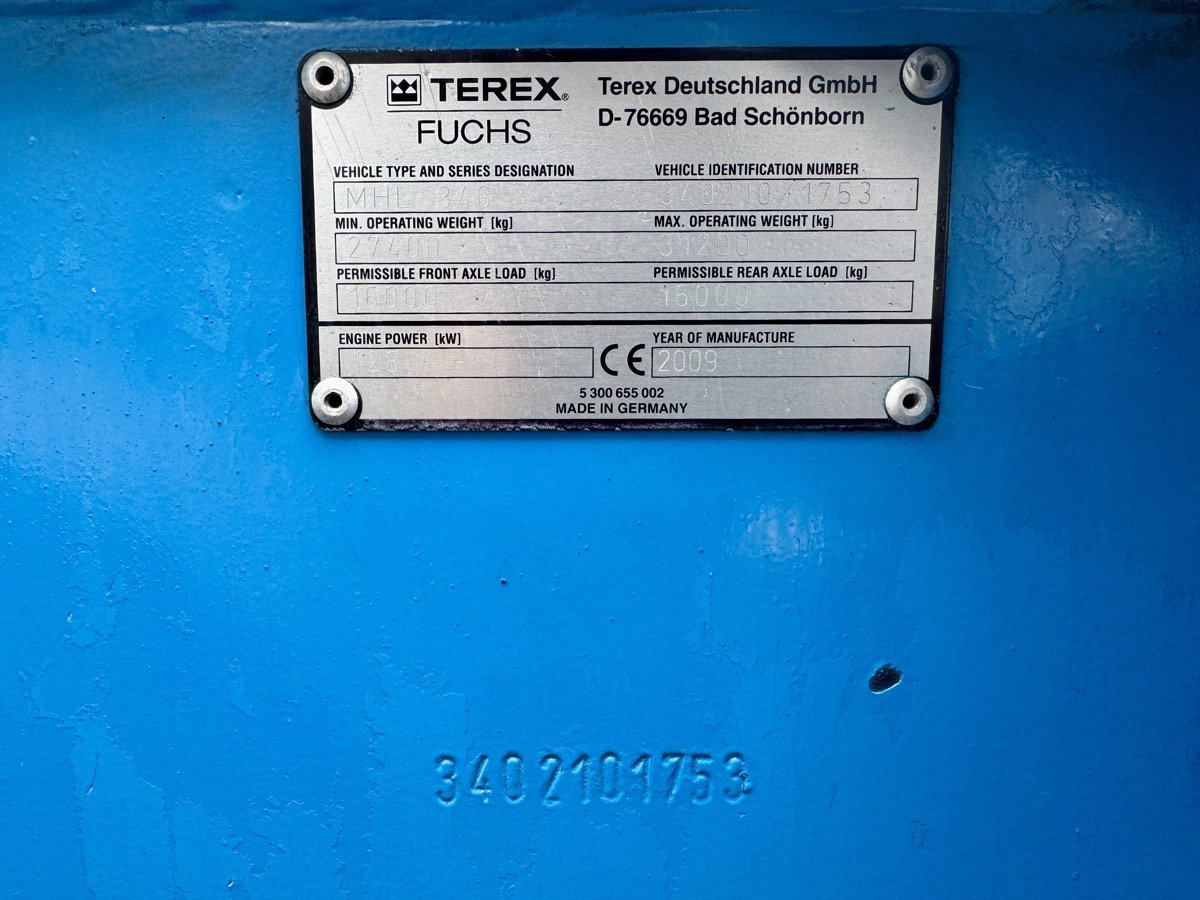 TEREX®
FUCHS
Terex Deutschland GmbH
D-76669 Bad Schönborn
VEHICLE TYPE AND SERIES DESIGNATION
VEHICLE IDENTIFICATION NUMBER
MHL 340
340210/1753
MIN. OPERATING WEIGHT [kg]
MAX. OPERATING WEIGHT [kg]
27400
31200
PERMISSIBLE FRONT AXLE LOAD [kg]
PERMISSIBLE REAR AXLE LOAD [kg]
16000
16000
ENGINE POWER [kW]
YEAR OF MANUFACTURE
128
CE
2009
5 300 655 002
MADE IN GERMANY
3402101753